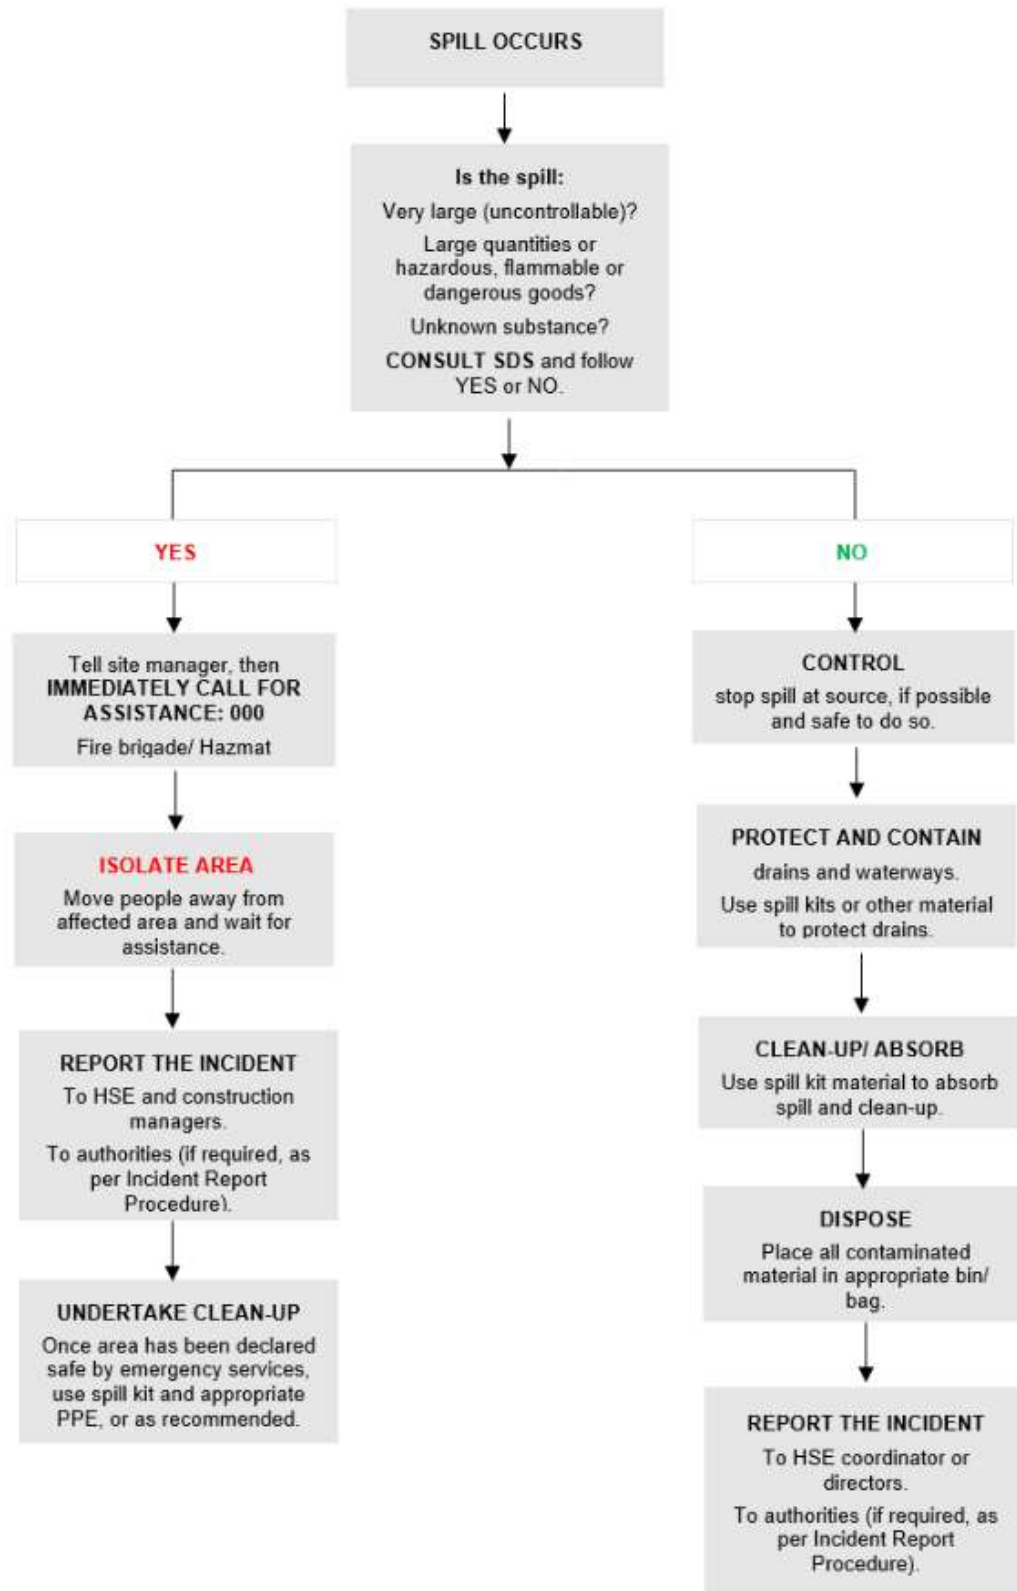 SPILL OCCURS
Is the spill:
Very large (uncontrollable)?
Large quantities or
hazardous, flammable or
dangerous goods?
Unknown substance?
CONSULT SDS and follow
YES or NO.
YES
Tell site manager, then
IMMEDIATELY CALL FOR
ASSISTANCE: 000
Fire brigade/ Hazmat
ISOLATE AREA
Move people away from
affected area and wait for
assistance.
REPORT THE INCIDENT
To HSE and construction
managers.
To authorities (if required, as
per Incident Report
Procedure).
UNDERTAKE CLEAN-UP
Once area has been declared
safe by emergency services,
use spill kit and appropriate
PPE, or as recommended.
NO
CONTROL
stop spill at source, if possible
and safe to do so.
PROTECT AND CONTAIN
drains and waterways.
Use spill kits or other material
to protect drains.
CLEAN-UP/ ABSORB
Use spill kit material to absorb
spill and clean-up.
DISPOSE
Place all contaminated
material in appropriate bin/
bag.
REPORT THE INCIDENT
To HSE coordinator or
directors.
To authorities (if required, as
per Incident Report
Procedure).